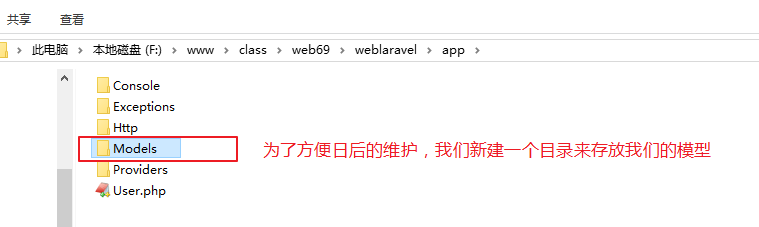 共享 查看
此电脑 本地磁盘 (F:) www class web69 weblaravel app
Console
Exceptions
Http
Models 为了方便日后的维护，我们新建一个目录来存放我们的模型
Providers
User.php